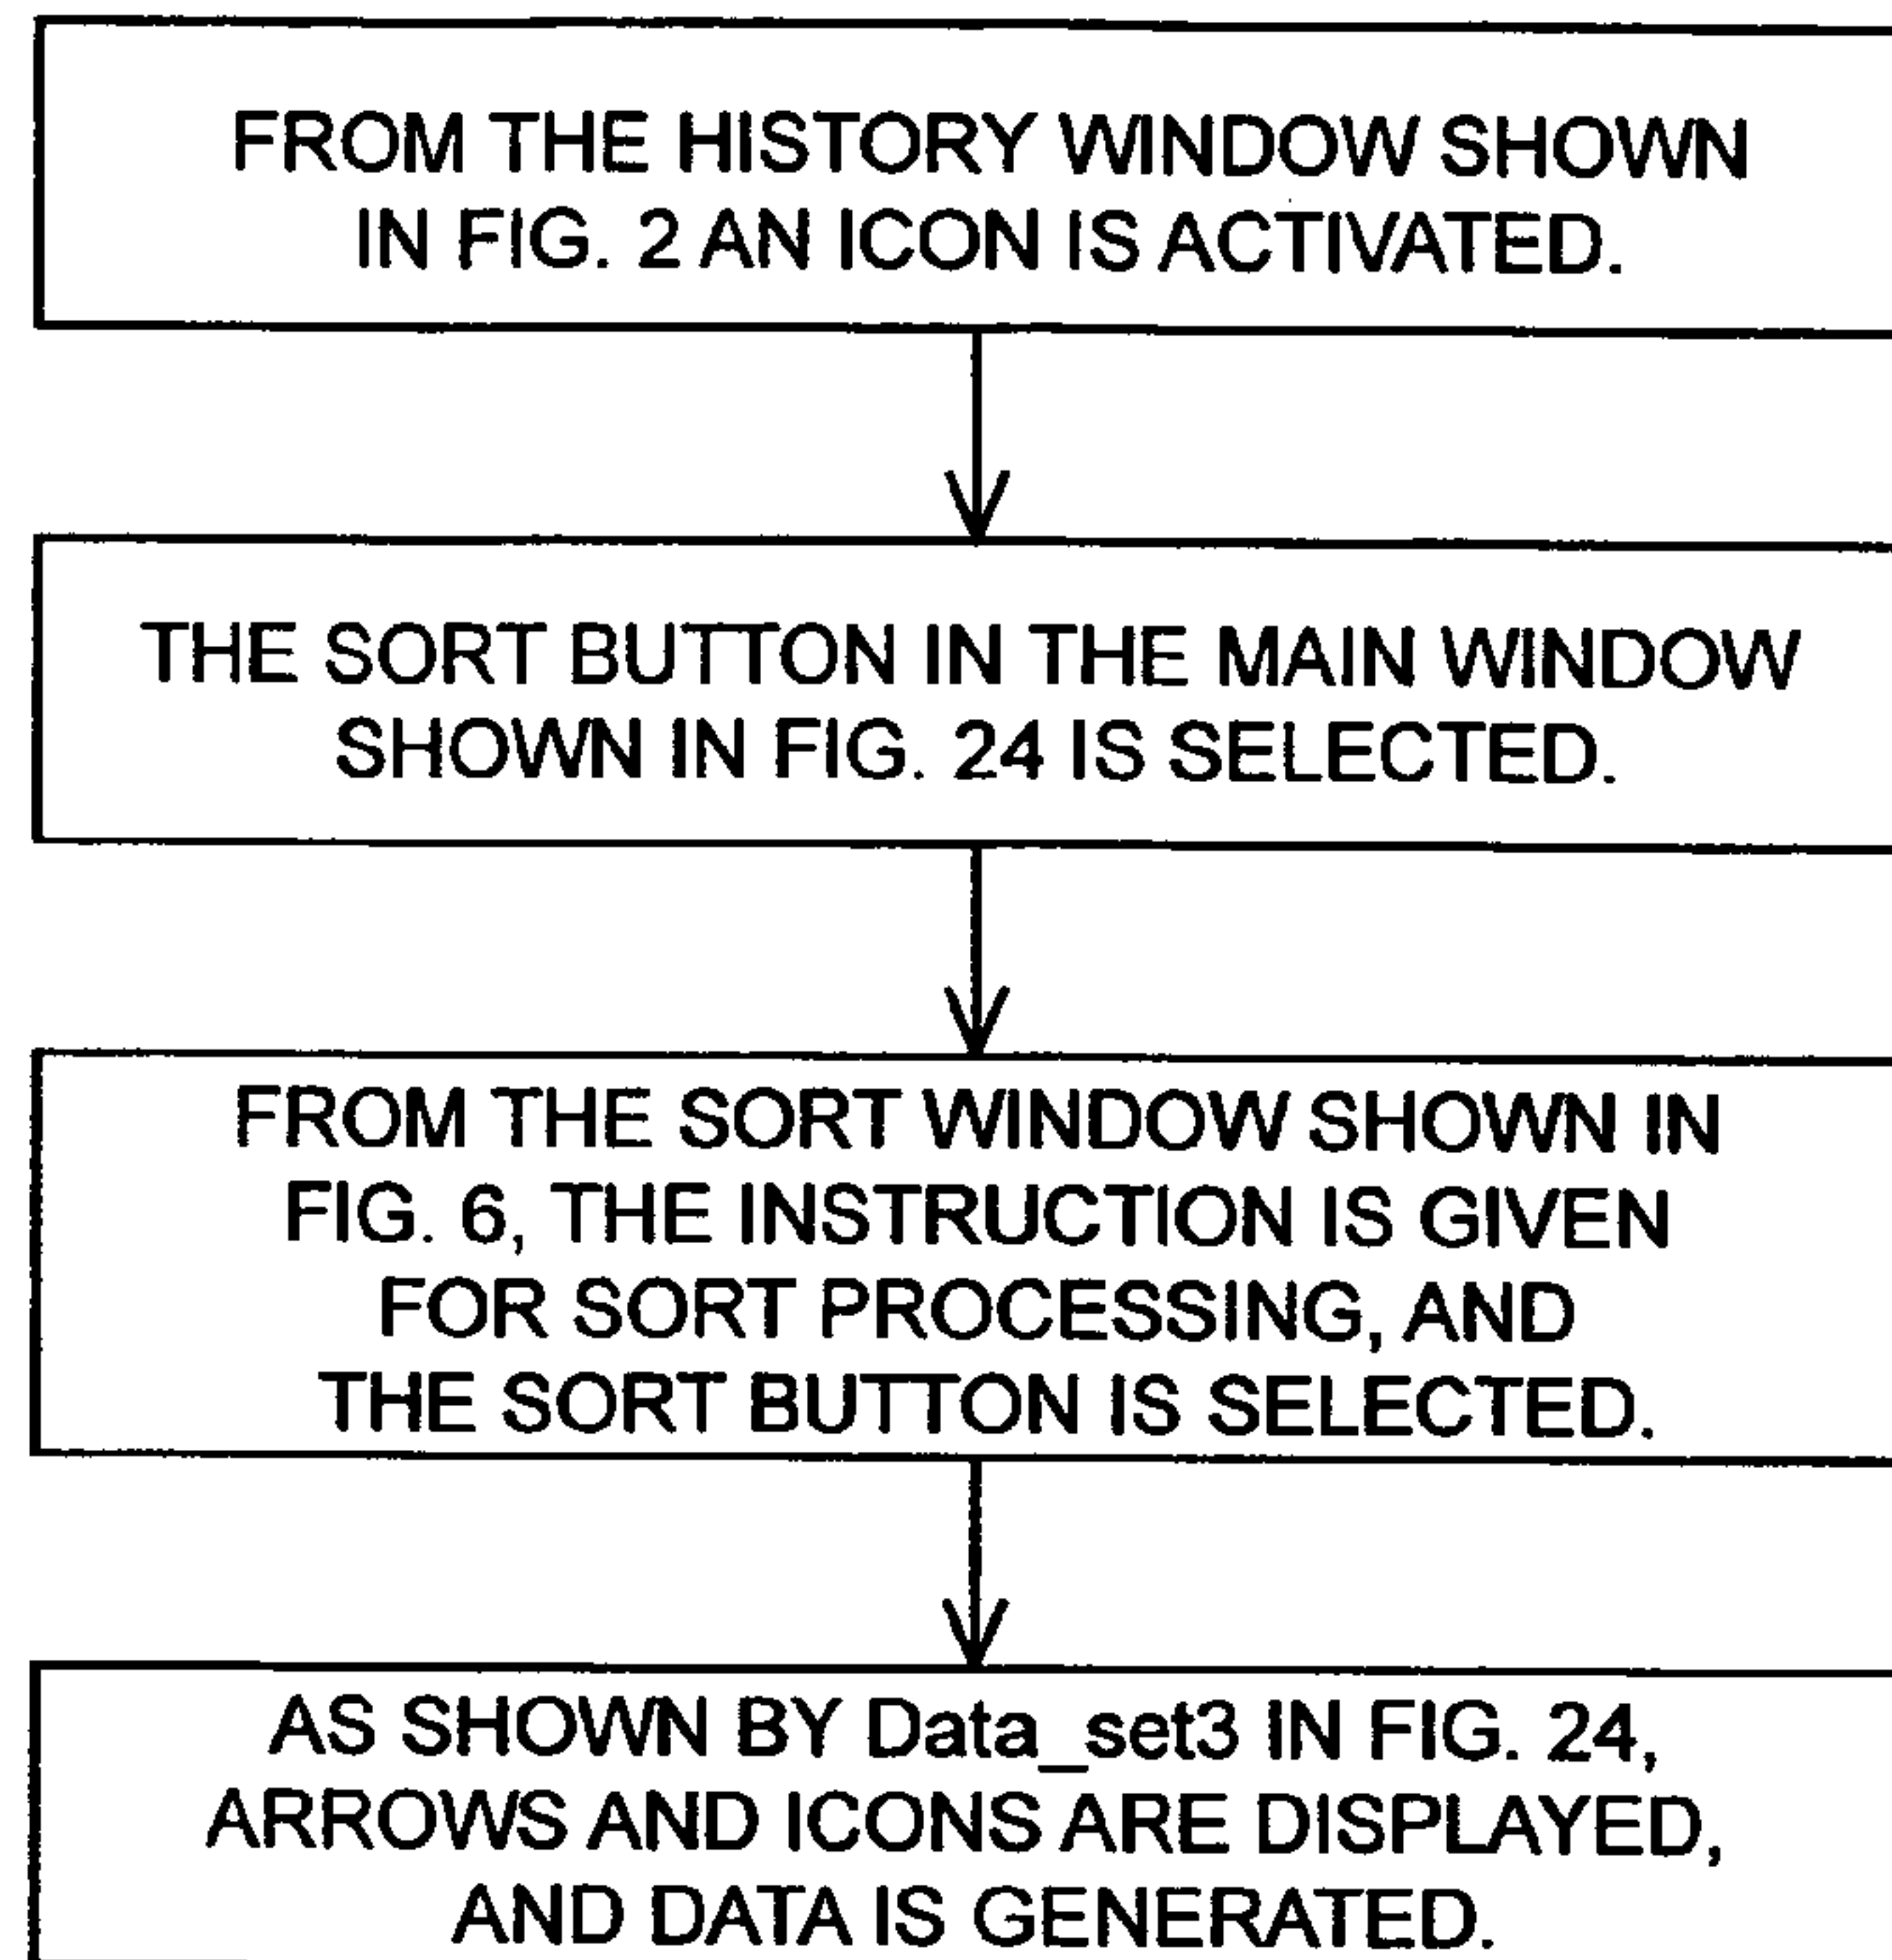 FROM THE HISTORY WINDOW SHOWN
IN FIG. 2 AN ICON IS ACTIVATED.
THE SORT BUTTON IN THE MAIN WINDOW
SHOWN IN FIG. 24 IS SELECTED.
FROM THE SORT WINDOW SHOWN IN
FIG. 6, THE INSTRUCTION IS GIVEN
FOR SORT PROCESSING, AND
THE SORT BUTTON IS SELECTED.
AS SHOWN BY Data_set3 IN FIG. 24,
ARROWS AND ICONS ARE DISPLAYED,
AND DATA IS GENERATED.